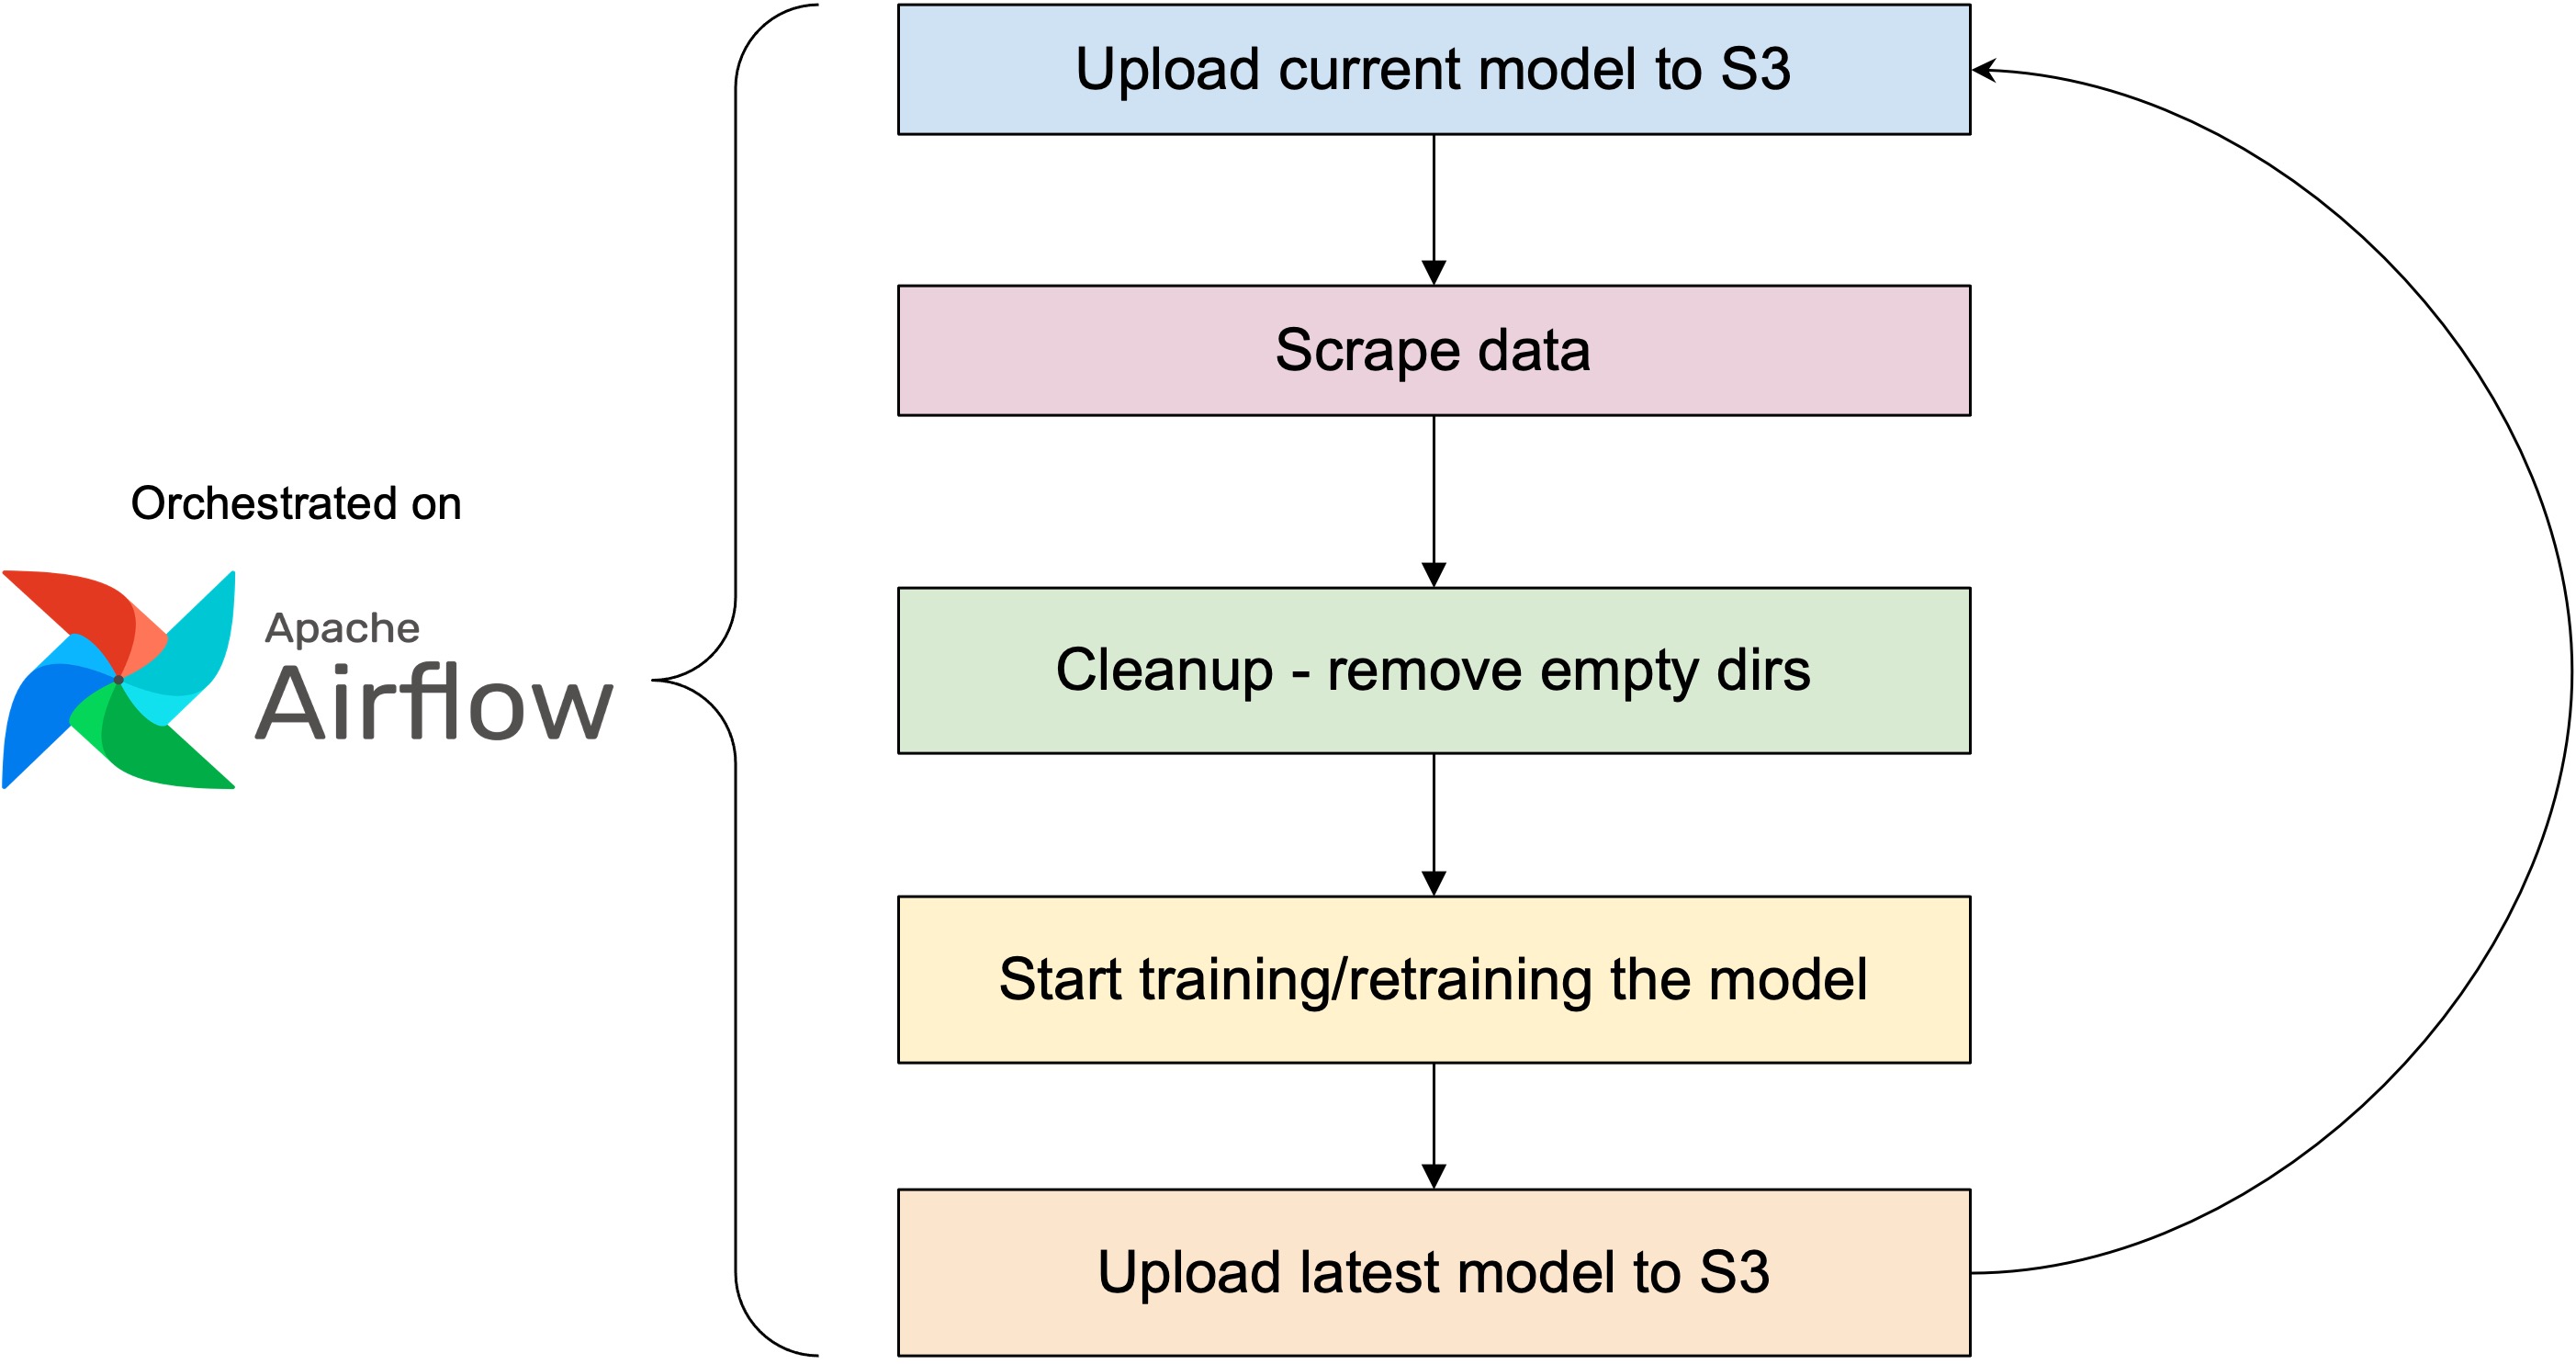 Upload current model to S3
Scrape data
Orchestrated on
Apache
Airflow
Cleanup - remove empty dirs
Start training/retraining the model
Upload latest model to S3